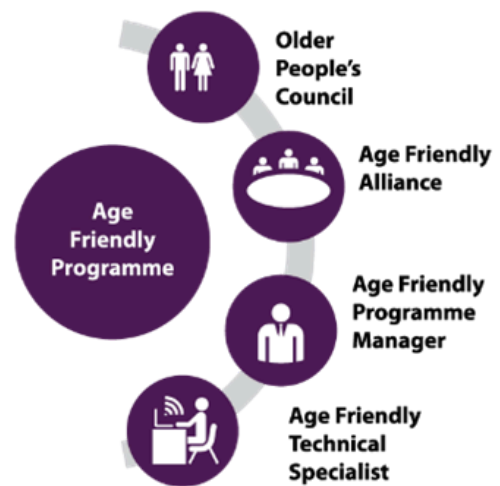 Older
People's
Council
Age Friendly
Alliance
Age
Friendly
Programme
Age Friendly
Programme
Manager
Age Friendly
Technical
Specialist